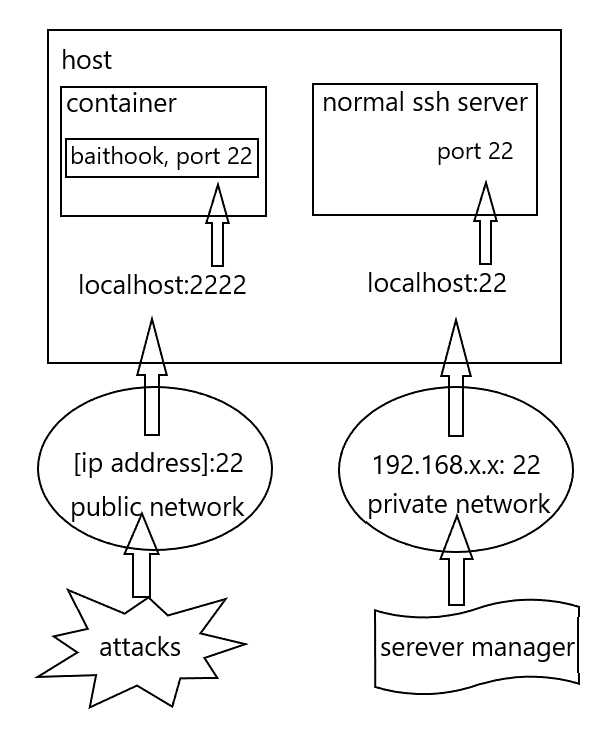 host
container
normal ssh server
baithook, port 22
port 22
localhost:2222
localhost:22
[ip address]:22
public network
192.168.x.x: 22
private network
attacks
serever manager